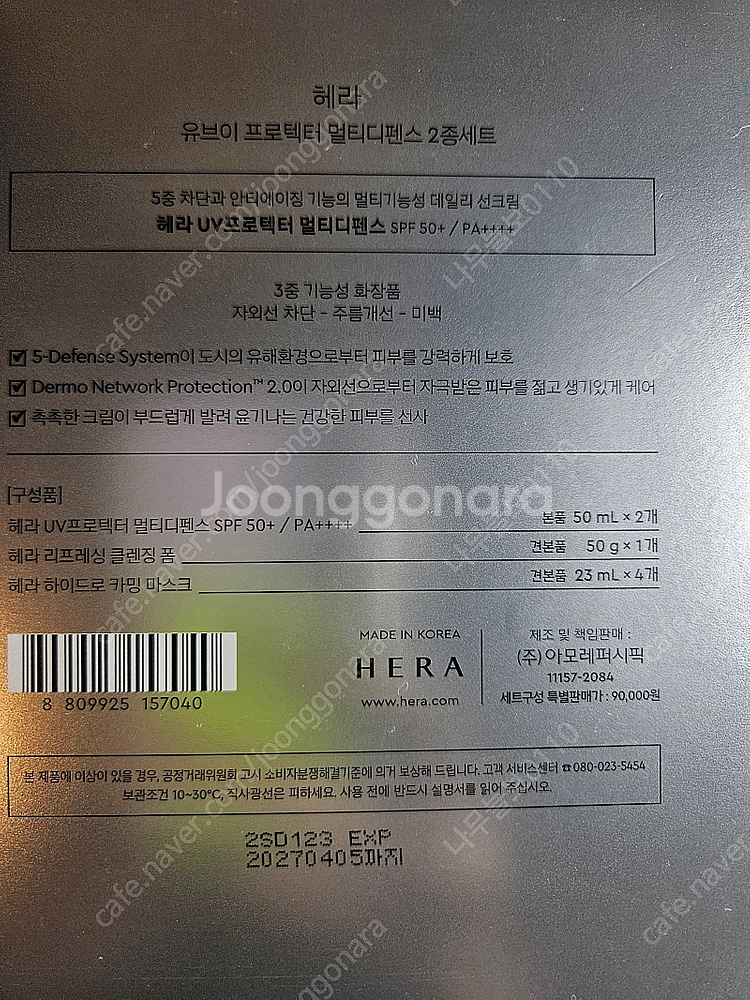 헤라
유브이 프로텍터 멀티디펜스 2종세트
5중 차단과 안티에이징 기능의 멀티기능성 데일리 선크림
헤라 UV프로텍터 멀티디펜스 SPF 50+ / PA++++
3중 기능성 화장품
자외선 차단 - 주름개선 - 미백
☑ 5-Defense System이 도시의 유해환경으로부터 피부를 강력하게 보호
☑ Dermo Network Protection™ 2.0이 자외선으로부터 자극받은 피부를 젊고 생기있게 케어
☑ 촉촉한 크림이 부드럽게 발려 윤기나는 건강한 피부를 선사
[구성품]
Joonggonara
헤라 UV프로텍터 멀티디펜스 SPF 50+ / PA++++ 본품 50 mL × 2개
헤라 리프레싱 클렌징 폼 견본품 50 g × 1개
헤라 하이드로 카밍 마스크 견본품 23 mL × 4개
8 809925 157040
MADE IN KOREA
HERA
www.hera.com
제조 및 책임판매 :
(주)아모레퍼시픽
11157-2084
세트구성 특별판매가 : 90,000원
본 제품에 이상이 있을 경우, 공정거래위원회 고시 소비자분쟁해결기준에 의거 보상해 드립니다. 고객 서비스센터 ☎080-023-5454
보관조건 10~30℃, 직사광선은 피하세요. 사용 전에 반드시 설명서를 읽어 주십시오.
2SD123 EXP
20270405까지
cafe.naver.com/joonggonara